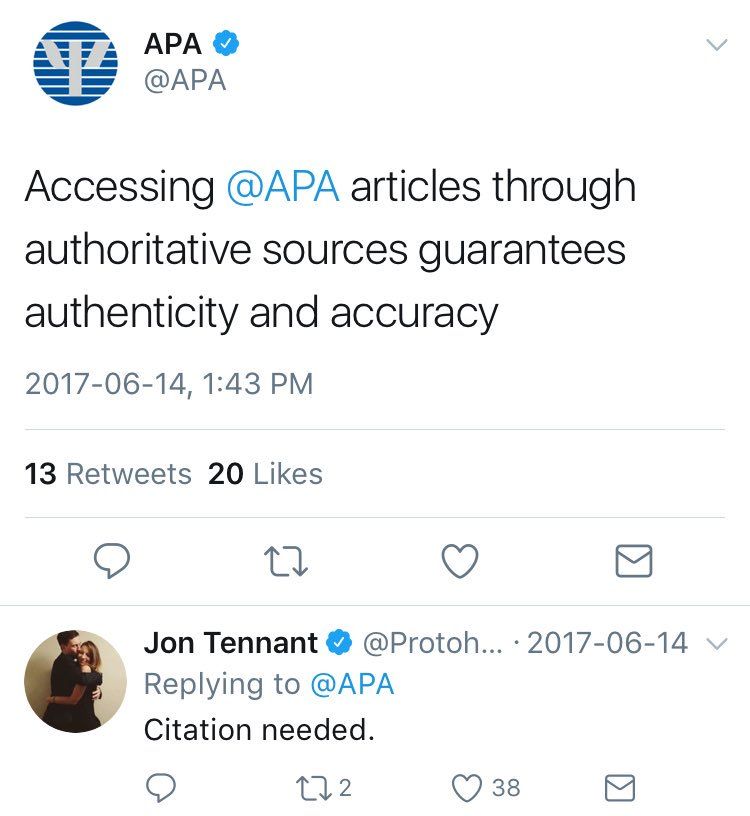 APA
@APA
Accessing @APA articles through
authoritative sources guarantees
authenticity and accuracy
2017-06-14, 1:43 PM
13 Retweets 20 Likes
Jon Tennant @Protoh... · 2017-06-14
Replying to @APA
Citation needed.
2 38